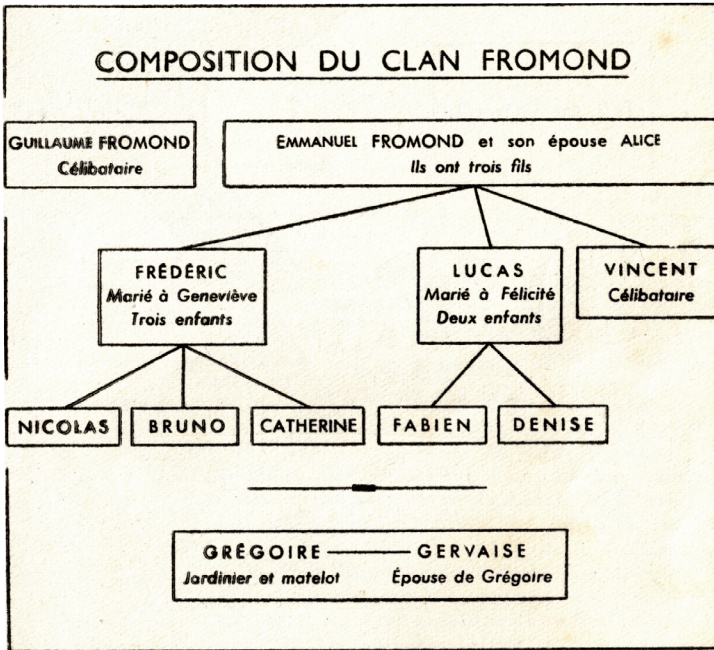 COMPOSITION DU CLAN FROMOND
GUILLAUME FROMOND
Célibataire
EMMANUEL FROMOND et son épouse ALICE
Ils ont trois fils
FRÉDÉRIC
Marié à Geneviève
Trois enfants
LUCAS
Marié à Félicité
Deux enfants
VINCENT
Célibataire
NICOLAS
BRUNO
CATHERINE
FABIEN
DENISE
GRÉGOIRE GERVAISE
Jardinier et matelot Épouse de Grégoire